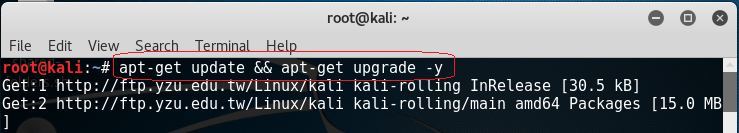 root@kali: ~
File Edit View Search Terminal Help
root@kali:~# apt-get update && apt-get upgrade -y
Get:1 http://ftp.yzu.edu.tw/Linux/kali kali-rolling InRelease [30.5 kB]
Get:2 http://ftp.yzu.edu.tw/Linux/kali kali-rolling/main amd64 Packages [15.0 MB
]